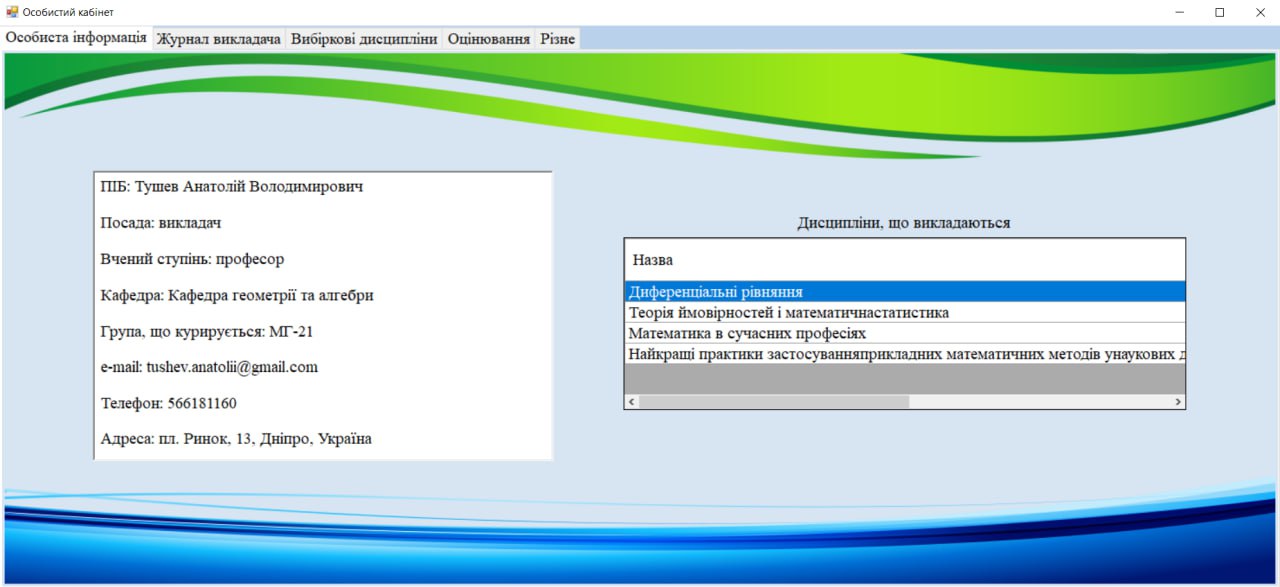 Особистий кабінет
Особиста інформація Журнал викладача Вибіркові дисципліни Оцінювання Різне
ПІБ: Тушев Анатолій Володимирович
Посада: викладач
Вчений ступінь: професор
Кафедра: Кафедра геометрії та алгебри
Група, що курирується: МГ-21
e-mail: tushev.anatolii@gmail.com
Телефон: 566181160
Адреса: пл. Ринок, 13, Дніпро, Україна
Дисципліни, що викладаються
Назва
Диференціальні рівняння
Теорія ймовірностей і математичнастатистика
Математика в сучасних професіях
Найкращі практики застосуванняприкладних математичних методів унаукових